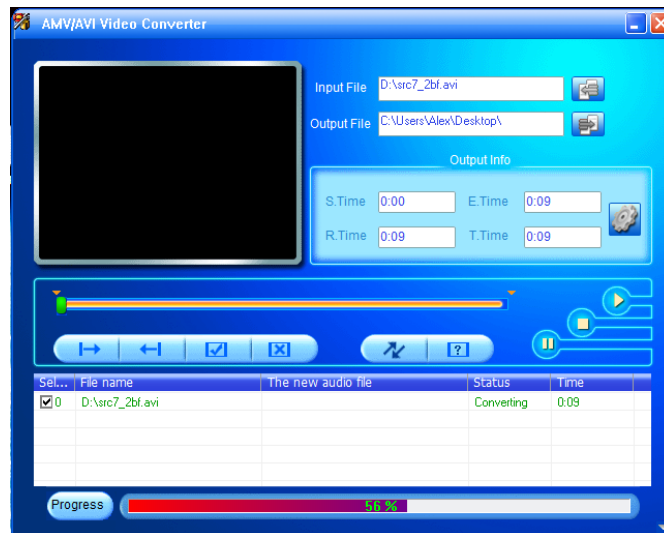 AMV/AVI Video Converter
Input File D:\src7_2bf.avi
Output File C:\Users\Alex\Desktop\
Output Info
S.Time 0:00 E.Time 0:09
R.Time 0:09 T.Time 0:09
Sel... File name The new audio file Status Time
0 D:\src7_2bf.avi Converting 0:09
Progress 56 %